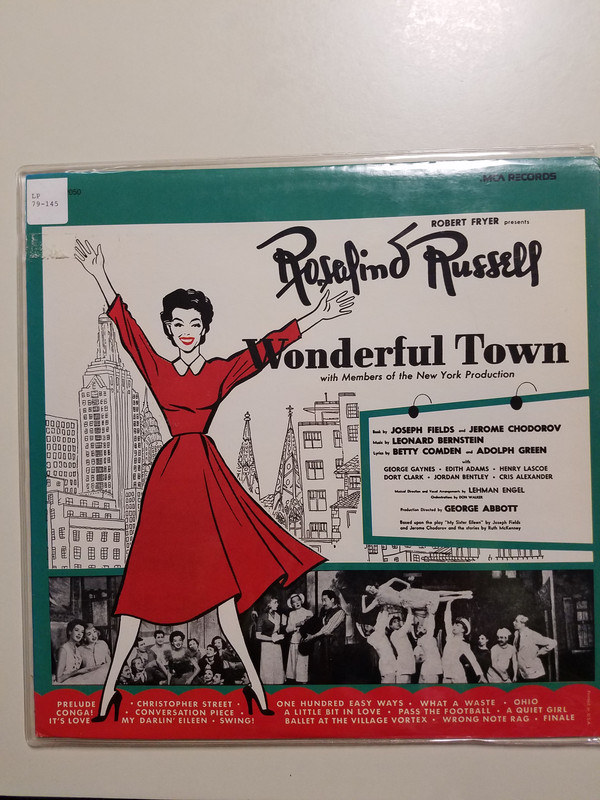 LP
79-145
MCA RECORDS
ROBERT FRYER presents
Rosalind Russell
Wonderful Town
with Members of the New York Production
Book by JOSEPH FIELDS and JEROME CHODOROV
Music by LEONARD BERNSTEIN
Lyrics by BETTY COMDEN and ADOLPH GREEN
with
GEORGE GAYNES • EDITH ADAMS • HENRY LASCOE
DORT CLARK • JORDAN BENTLEY • CRIS ALEXANDER
Musical Direction and Vocal Arrangements by LEHMAN ENGEL
Orchestrations by DON WALKER
Production Directed by GEORGE ABBOTT
Based upon the play "My Sister Eileen" by Joseph Fields
and Jerome Chodorov and the stories by Ruth McKenney
PRELUDE • CHRISTOPHER STREET • ONE HUNDRED EASY WAYS • WHAT A WASTE • OHIO
CONGA! • CONVERSATION PIECE • A LITTLE BIT IN LOVE • PASS THE FOOTBALL • A QUIET GIRL
IT'S LOVE MY DARLIN' EILEEN • SWING! BALLET AT THE VILLAGE VORTEX • WRONG NOTE RAG • FINALE